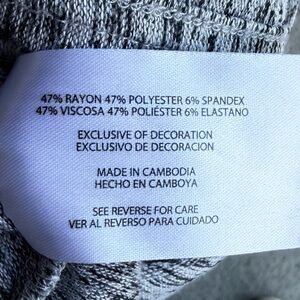 47% RAYON 47% POLYESTER 6% SPANDEX
47% VISCOSA 47% POLIÉSTER 6% ELASTANO
EXCLUSIVE OF DECORATION
EXCLUSIVO DE DECORACION
MADE IN CAMBODIA
HECHO EN CAMBOYA
SEE REVERSE FOR CARE
VER AL REVERSO PARA CUIDADO